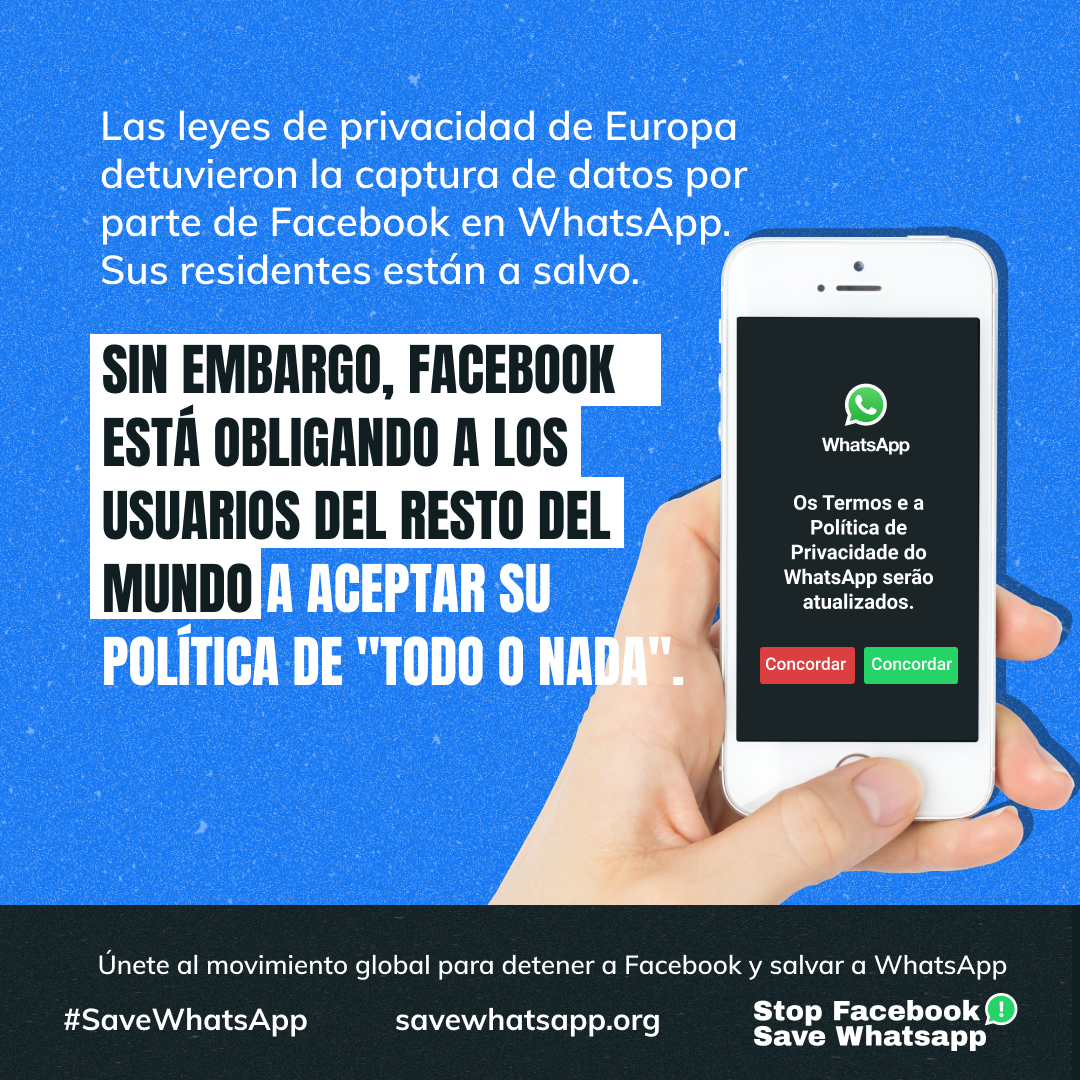 Las leyes de privacidad de Europa
detuvieron la captura de datos por
parte de Facebook en WhatsApp.
Sus residentes están a salvo.
SIN EMBARGO, FACEBOOK
ESTÁ OBLIGANDO A LOS
USUARIOS DEL RESTO DEL
MUNDO A ACEPTAR SU
POLÍTICA DE "TODO O NADA".
WhatsApp
Os Termos e a
Política de
Privacidade do
WhatsApp serão
atualizados.
Concordar Concordar
Únete al movimiento global para detener a Facebook y salvar a WhatsApp
#SaveWhatsApp savewhatsapp.org
Stop Facebook !
Save Whatsapp